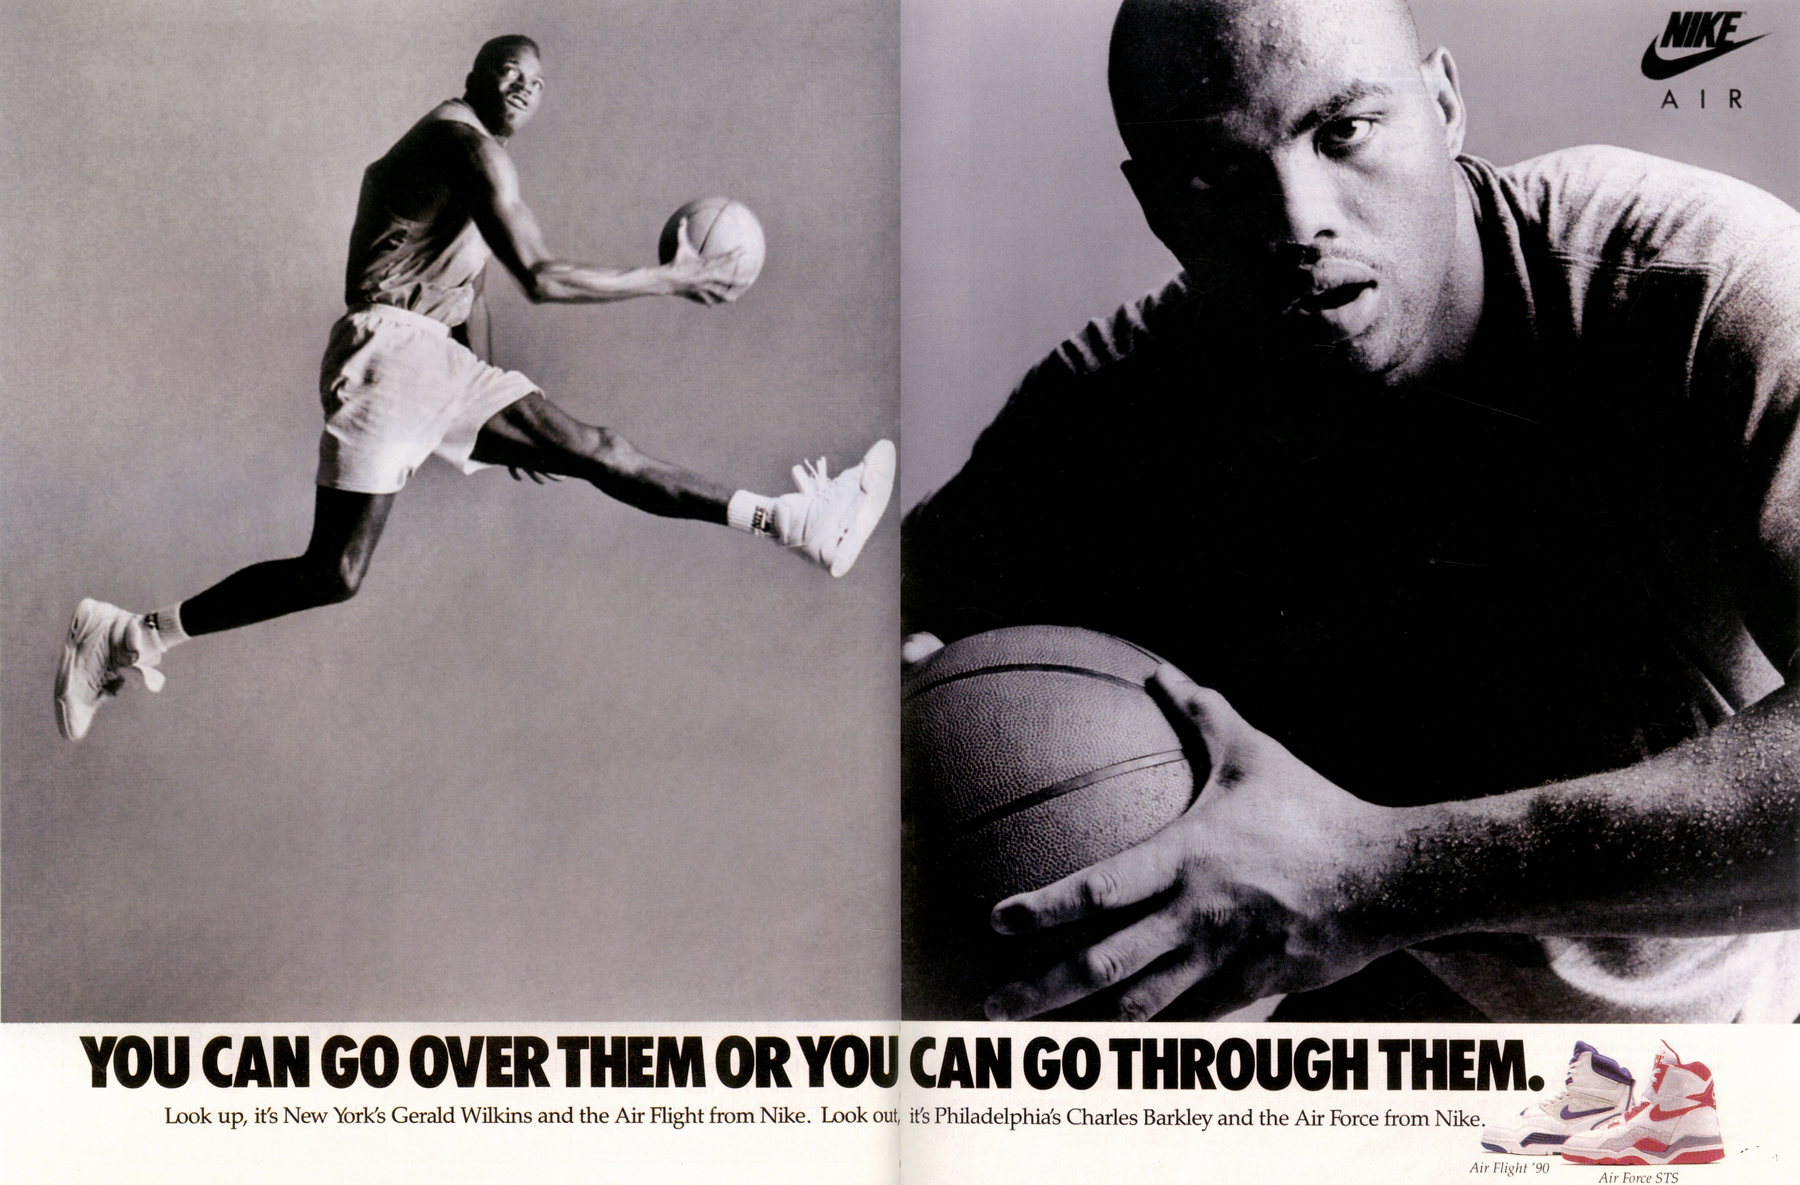 NIKE
AIR
YOU CAN GO OVER THEM OR YOU CAN GO THROUGH THEM.
Look up, it's New York's Gerald Wilkins and the Air Flight from Nike. Look out, it's Philadelphia's Charles Barkley and the Air Force from Nike.
Air Flight '90
Air Force STS